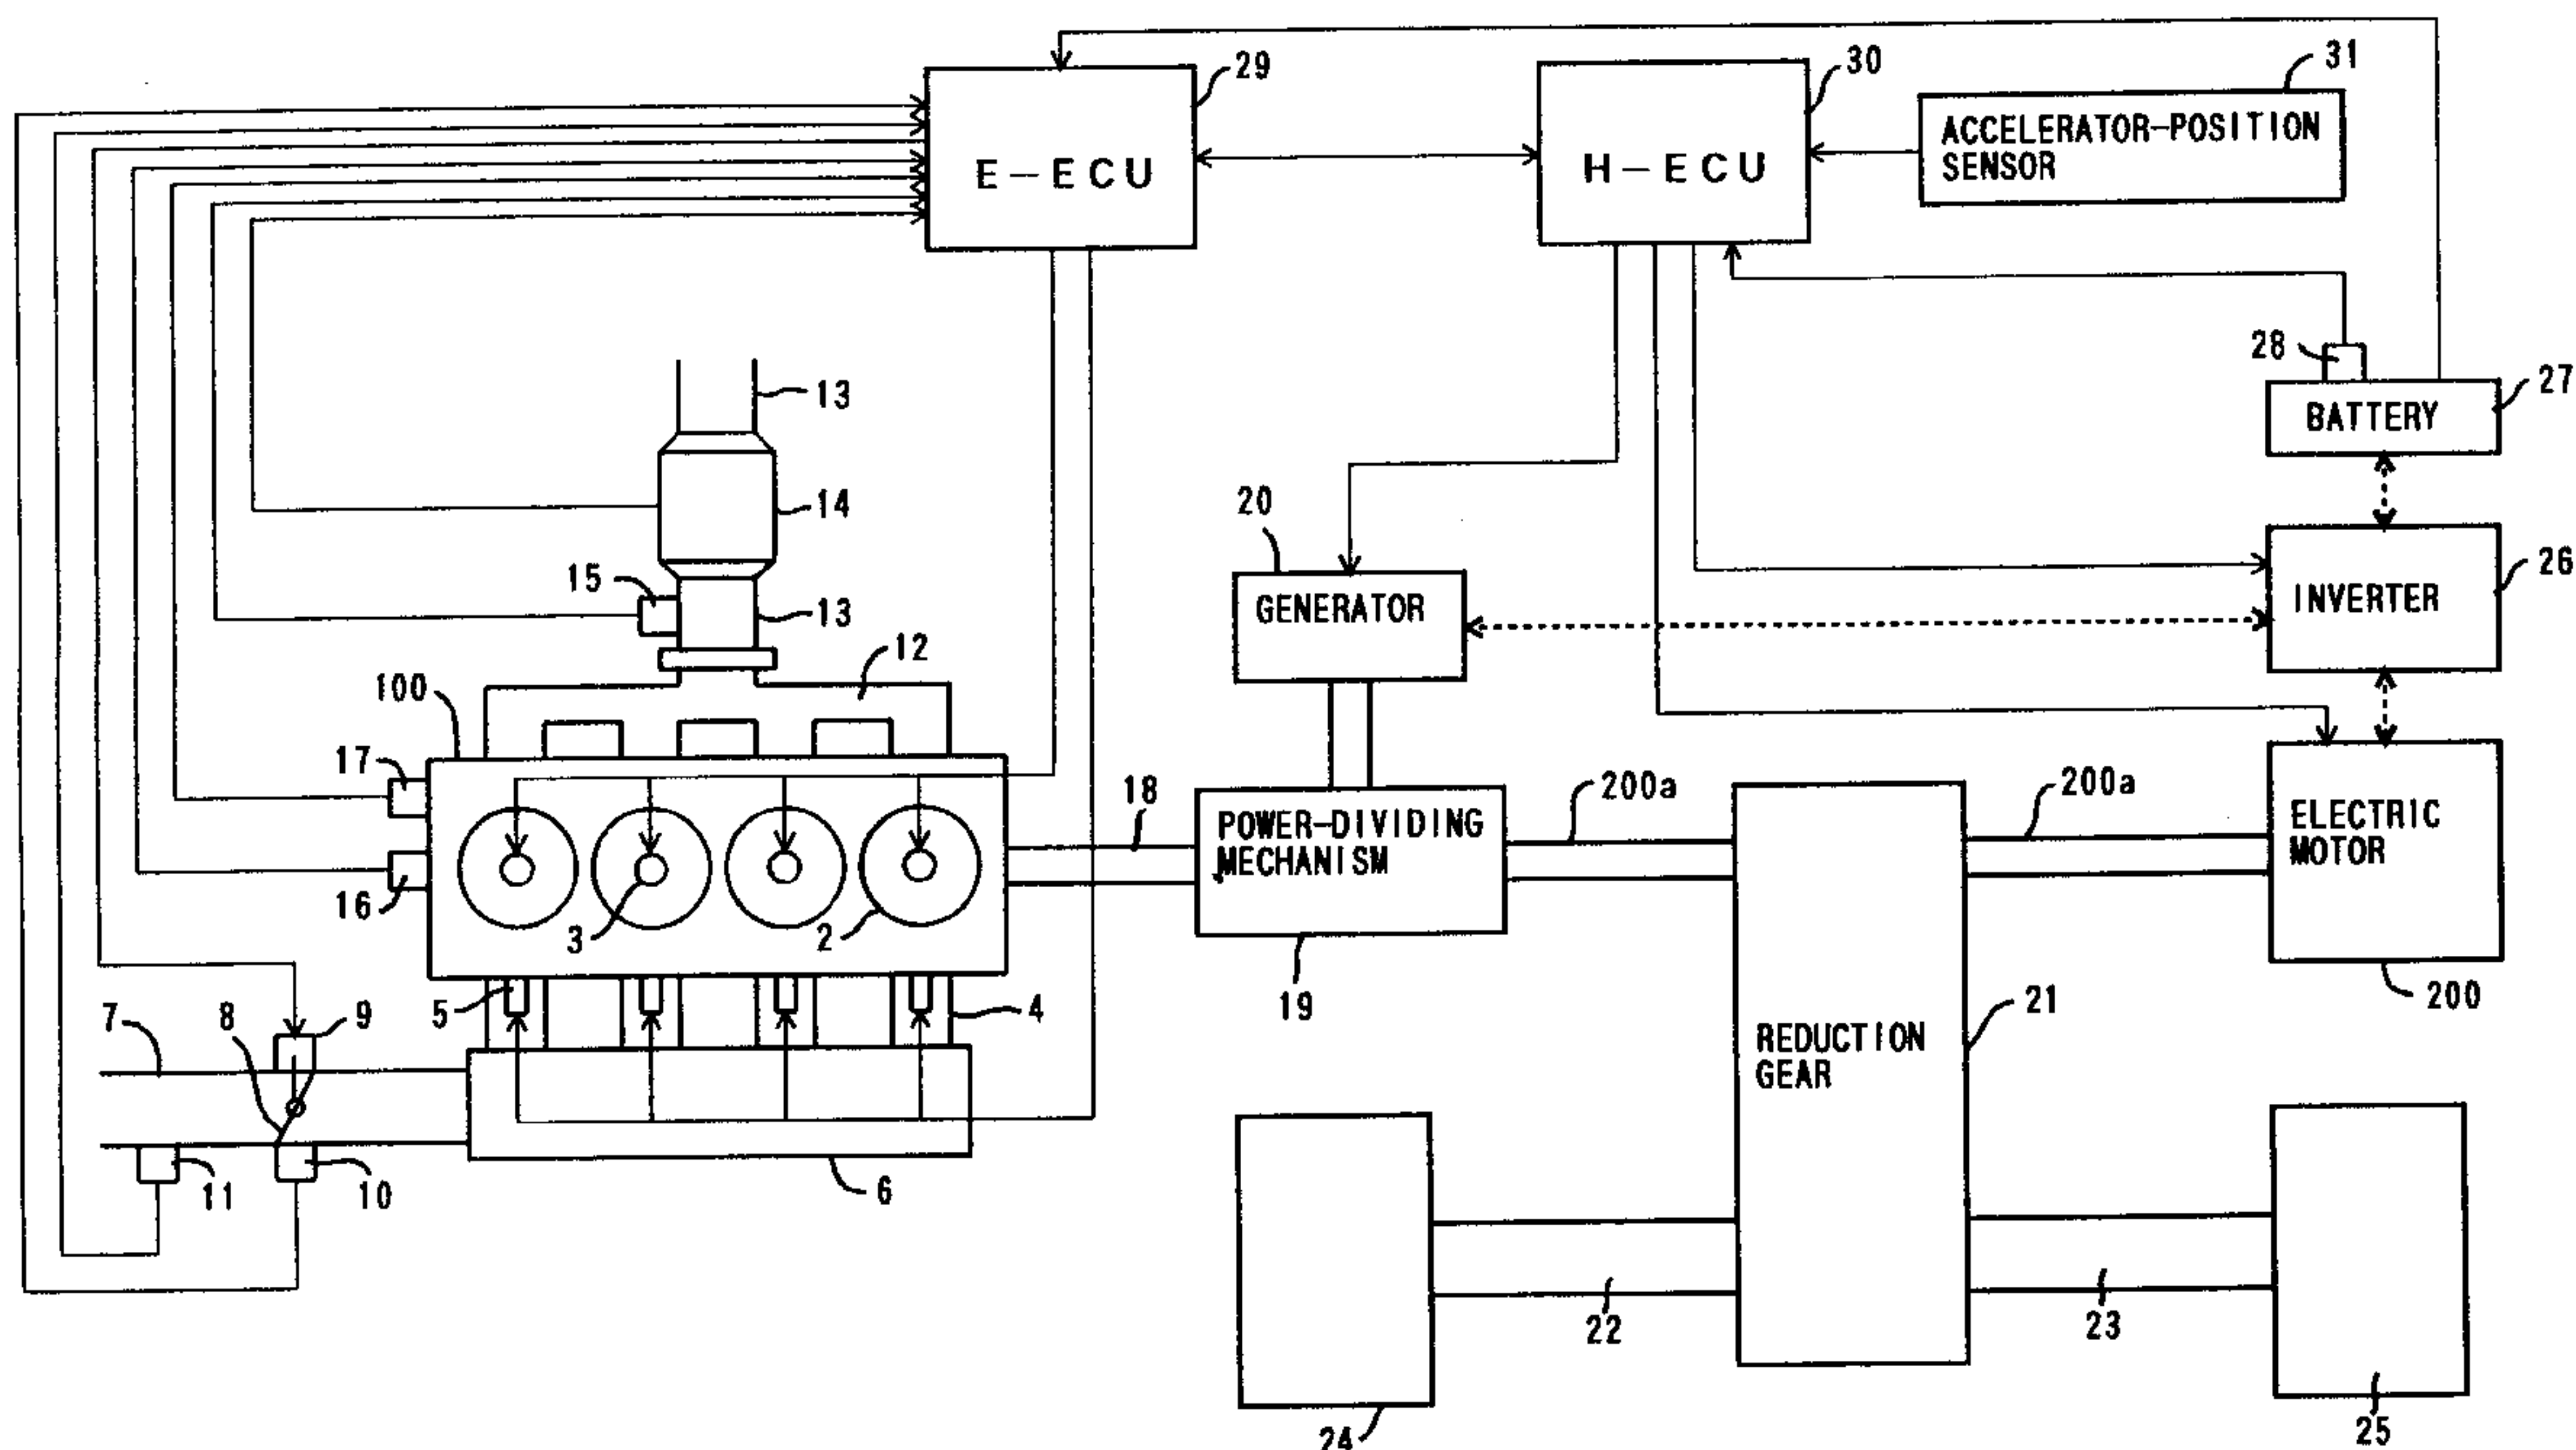 29
30
31
E-ECU
H-ECU
ACCELERATOR-POSITION
SENSOR
28
27
BATTERY
13
14
20
15
26
GENERATOR
INVERTER
13
12
100
17
18
200a
200a
POWER-DIVIDING
MECHANISM
ELECTRIC
MOTOR
16
3
2
19
200
5
4
7
8
9
21
REDUCTION
GEAR
11
10
6
22
23
24
25